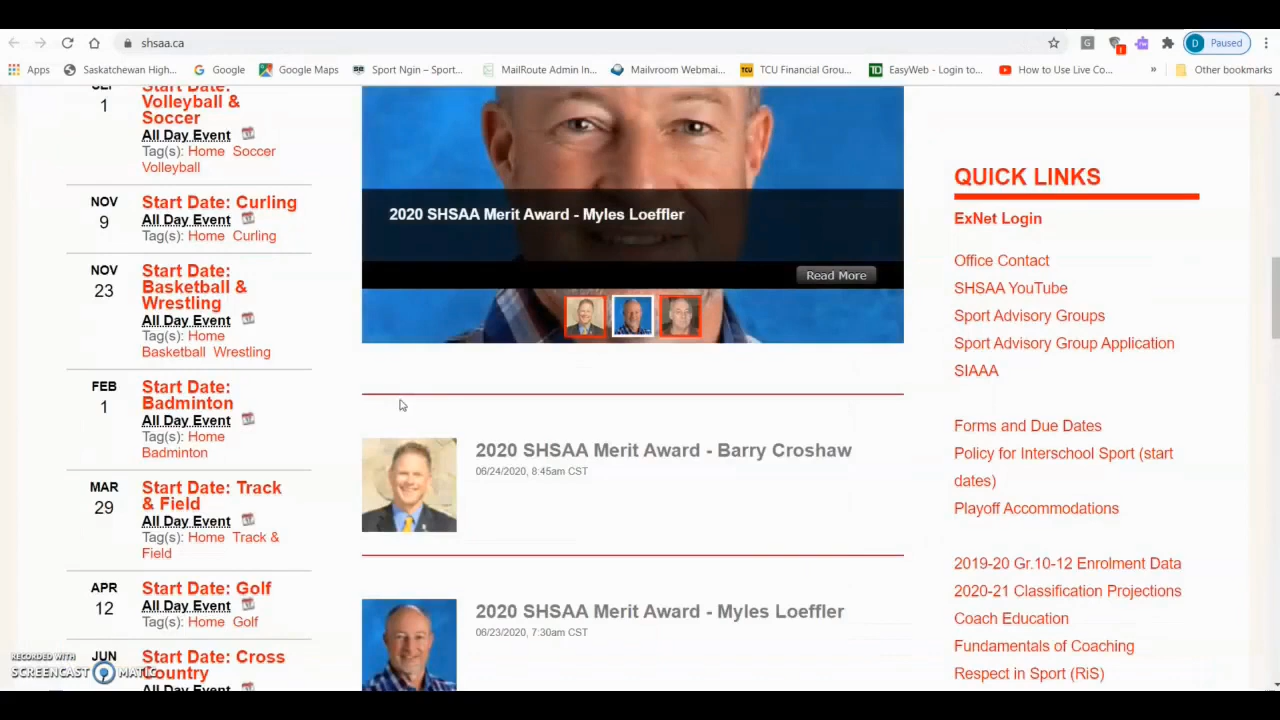 shsaa.ca
Paused
Apps
Saskatchewan High...
Google
Google Maps
Sport Ngin – Sport...
MailRoute Admin In...
Mailvroom Webmai...
TCU Financial Grou...
EasyWeb - Login to...
How to Use Live Co...
»
Other bookmarks
1
Start Date:
Volleyball &
Soccer
All Day Event
Tag(s): Home Soccer
Volleyball
NOV
9
Start Date: Curling
All Day Event
Tag(s): Home Curling
NOV
23
Start Date:
Basketball &
Wrestling
All Day Event
Tag(s): Home
Basketball Wrestling
FEB
1
Start Date:
Badminton
All Day Event
Tag(s): Home
Badminton
MAR
29
Start Date: Track
& Field
All Day Event
Tag(s): Home Track &
Field
APR
12
Start Date: Golf
All Day Event
Tag(s): Home Golf
JUN
Start Date: Cross
Country
All Day Event
RECORDED WITH
SCREENCAST MATIC
2020 SHSAA Merit Award - Myles Loeffler
Read More
2020 SHSAA Merit Award - Barry Croshaw
06/24/2020, 8:45am CST
2020 SHSAA Merit Award - Myles Loeffler
06/23/2020, 7:30am CST
QUICK LINKS
ExNet Login
Office Contact
SHSAA YouTube
Sport Advisory Groups
Sport Advisory Group Application
SIAAA
Forms and Due Dates
Policy for Interschool Sport (start
dates)
Playoff Accommodations
2019-20 Gr.10-12 Enrolment Data
2020-21 Classification Projections
Coach Education
Fundamentals of Coaching
Respect in Sport (RiS)